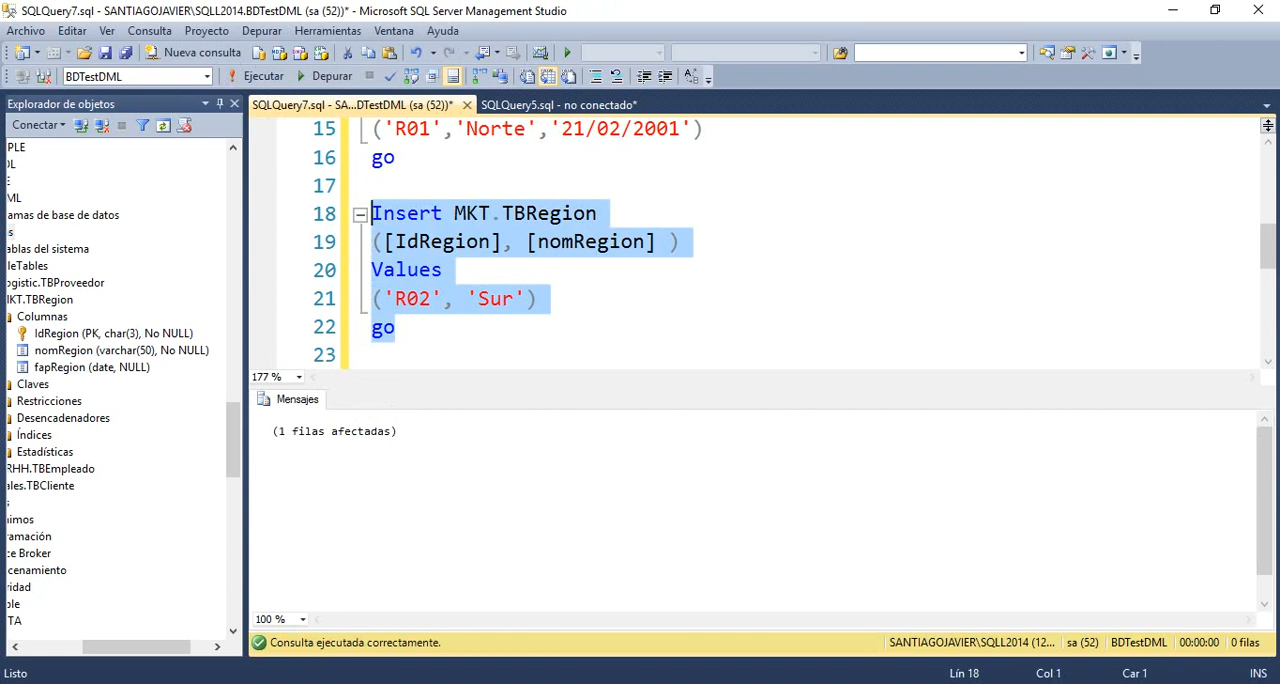 SQLQuery7.sql - SANTIAGOJAVIER\SQLL2014.BDTestDML (sa (52))* - Microsoft SQL Server Management Studio
Archivo Editar Ver Consulta Proyecto Depurar Herramientas Ventana Ayuda
Nueva consulta
BDTestDML Ejecutar Depurar
Explorador de objetos
SQLQuery7.sql - SA...DTestDML (sa (52))* SQLQuery5.sql - no conectado*
Conectar
PLE
OL
E
ML
amas de base de datos
s
ablas del sistema
leTables
ogistic.TBProveedor
MKT.TBRegion
Columnas
IdRegion (PK, char(3), No NULL)
nomRegion (varchar(50), No NULL)
fapRegion (date, NULL)
Claves
Restricciones
Desencadenadores
Índices
Estadísticas
RHH.TBEmpleado
ales.TBCliente
s
nimos
ramación
ce Broker
cenamiento
ridad
ple
TA
15 ('R01','Norte','21/02/2001')
16 go
17
18 Insert MKT.TBRegion
19 ([IdRegion], [nomRegion] )
20 Values
21 ('R02', 'Sur')
22 go
23
177 %
Mensajes
(1 filas afectadas)
100 %
Consulta ejecutada correctamente. SANTIAGOJAVIER\SQLL2014 (12... sa (52) BDTestDML 00:00:00 0 filas
Listo Lín 18 Col 1 Car 1 INS